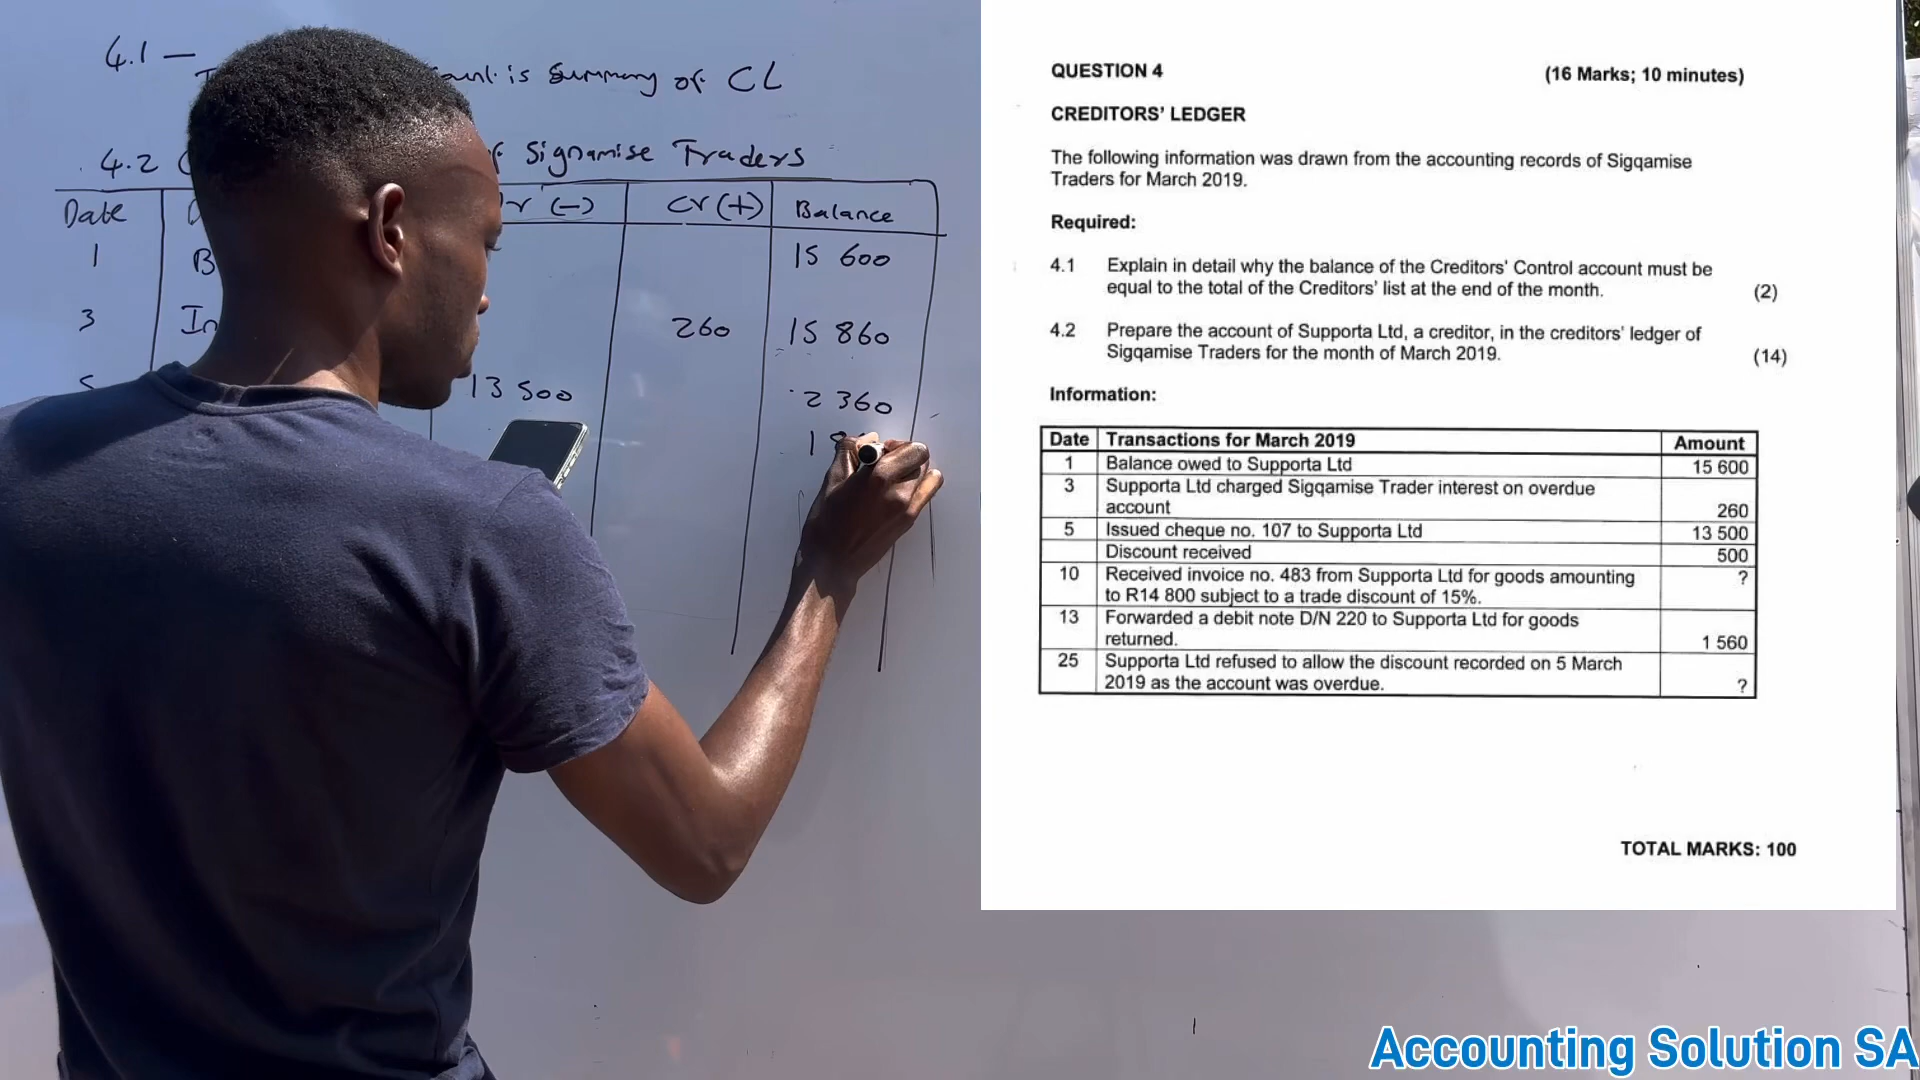 4.1 —
is Summary of CL
4.2 of Signamise Traders
Date Dr (-) Cr (+) Balance
1 B 15 600
3 In 260 15 860
5 13 500 2 360
1 8
QUESTION 4 (16 Marks; 10 minutes)
CREDITORS' LEDGER
The following information was drawn from the accounting records of Sigqamise
Traders for March 2019.
Required:
4.1 Explain in detail why the balance of the Creditors' Control account must be
equal to the total of the Creditors' list at the end of the month. (2)
4.2 Prepare the account of Supporta Ltd, a creditor, in the creditors' ledger of
Sigqamise Traders for the month of March 2019. (14)
Information:
Date Transactions for March 2019 Amount
1 Balance owed to Supporta Ltd 15 600
3 Supporta Ltd charged Sigqamise Trader interest on overdue
account 260
5 Issued cheque no. 107 to Supporta Ltd 13 500
Discount received 500
10 Received invoice no. 483 from Supporta Ltd for goods amounting ?
to R14 800 subject to a trade discount of 15%.
13 Forwarded a debit note D/N 220 to Supporta Ltd for goods
returned. 1 560
25 Supporta Ltd refused to allow the discount recorded on 5 March
2019 as the account was overdue. ?
TOTAL MARKS: 100
Accounting Solution SA